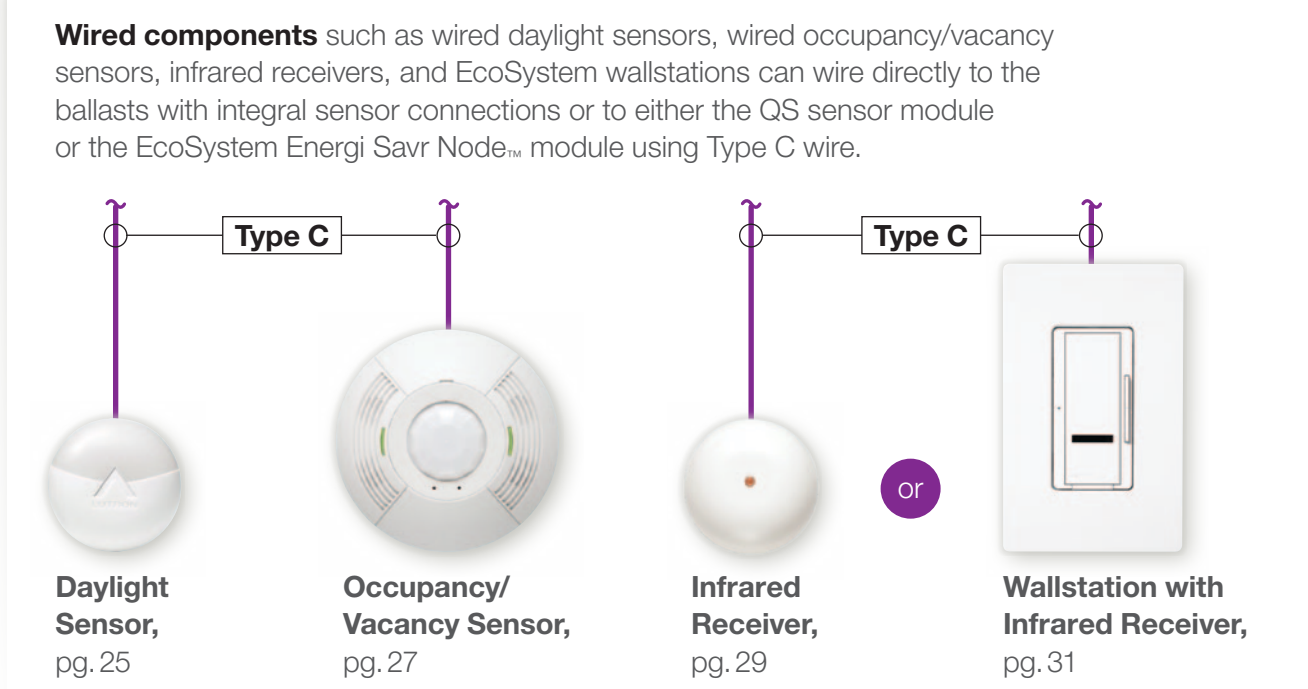 Wired components such as wired daylight sensors, wired occupancy/vacancy
sensors, infrared receivers, and EcoSystem wallstations can wire directly to the
ballasts with integral sensor connections or to either the QS sensor module
or the EcoSystem Energi Savr Node™ module using Type C wire.
Type C
Type C
LUTRON
or
Daylight
Sensor,
pg. 25
Occupancy/
Vacancy Sensor,
pg. 27
Infrared
Receiver,
pg. 29
Wallstation with
Infrared Receiver,
pg. 31